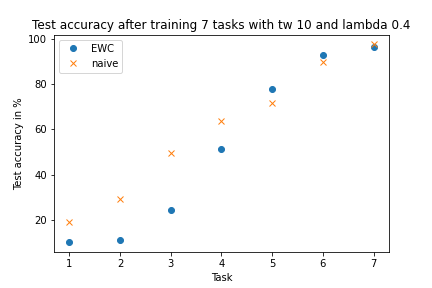 Test accuracy after training 7 tasks with tw 10 and lambda 0.4
EWC
naive
Test accuracy in %
100
80
60
40
20
1 2 3 4 5 6 7
Task